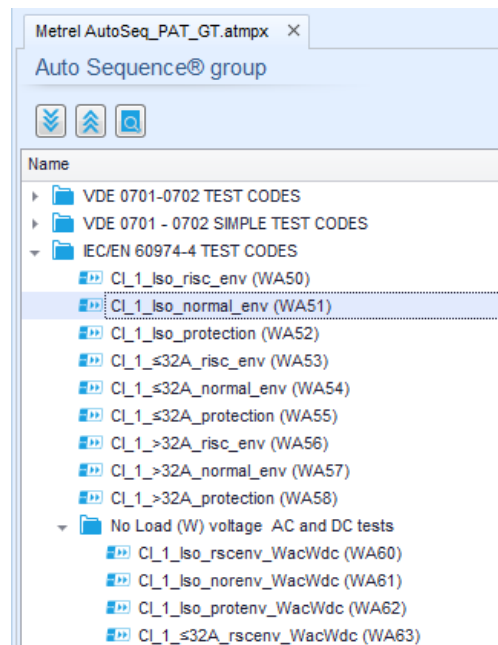 Metrel AutoSeq_PAT_GT.atmpx
Auto Sequence® group
Name
VDE 0701-0702 TEST CODES
VDE 0701 - 0702 SIMPLE TEST CODES
IEC/EN 60974-4 TEST CODES
Cl_1_Iso_risc_env (WA50)
Cl_1_Iso_normal_env (WA51)
Cl_1_Iso_protection (WA52)
Cl_1_≤32A_risc_env (WA53)
Cl_1_≤32A_normal_env (WA54)
Cl_1_≤32A_protection (WA55)
Cl_1_>32A_risc_env (WA56)
Cl_1_>32A_normal_env (WA57)
Cl_1_>32A_protection (WA58)
No Load (W) voltage  AC and DC tests
Cl_1_Iso_rscenv_WacWdc (WA60)
Cl_1_Iso_norenv_WacWdc (WA61)
Cl_1_Iso_protenv_WacWdc (WA62)
Cl_1_≤32A_rscenv_WacWdc (WA63)